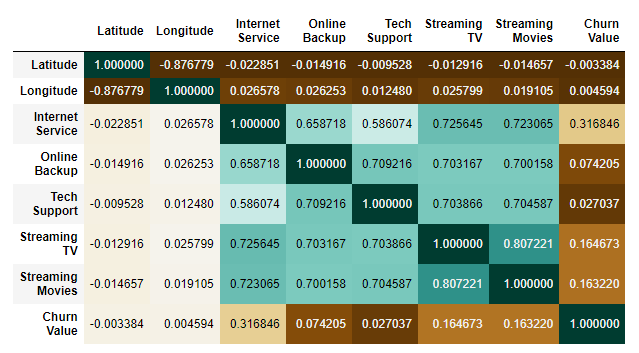 Latitude Longitude Internet Service Online Backup Tech Support Streaming TV Streaming Movies Churn Value
Latitude 1.000000 -0.876779 -0.022851 -0.014916 -0.009528 -0.012916 -0.014657 -0.003384
Longitude -0.876779 1.000000 0.026578 0.026253 0.012480 0.025799 0.019105 0.004594
Internet Service -0.022851 0.026578 1.000000 0.658718 0.586074 0.725645 0.723065 0.316846
Online Backup -0.014916 0.026253 0.658718 1.000000 0.709216 0.703167 0.700158 0.074205
Tech Support -0.009528 0.012480 0.586074 0.709216 1.000000 0.703866 0.704587 0.027037
Streaming TV -0.012916 0.025799 0.725645 0.703167 0.703866 1.000000 0.807221 0.164673
Streaming Movies -0.014657 0.019105 0.723065 0.700158 0.704587 0.807221 1.000000 0.163220
Churn Value -0.003384 0.004594 0.316846 0.074205 0.027037 0.164673 0.163220 1.000000